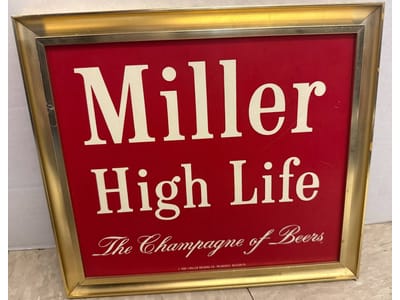 Miller
High Life
The Champagne of Beers